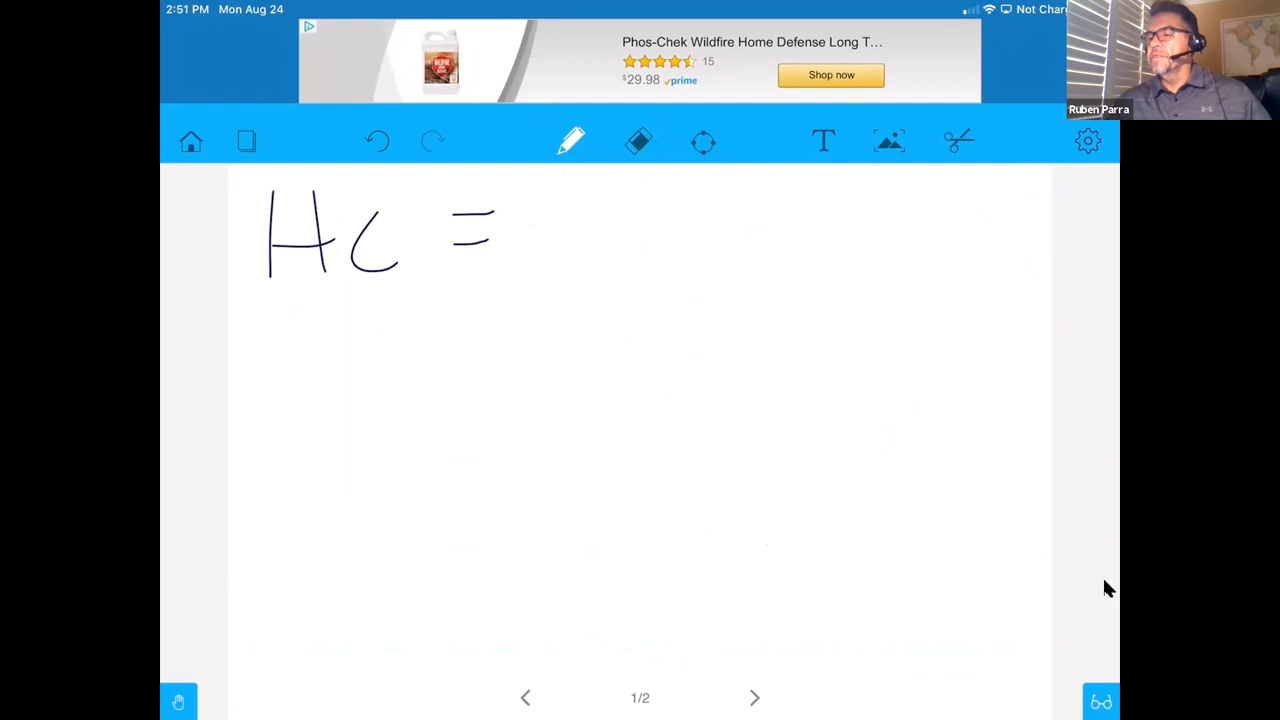 2:51 PM Mon Aug 24
Not Charg
Phos-Chek Wildfire Home Defense Long T...
15
$29.98 prime
Shop now
Ruben Parra
T
Hc =
1/2